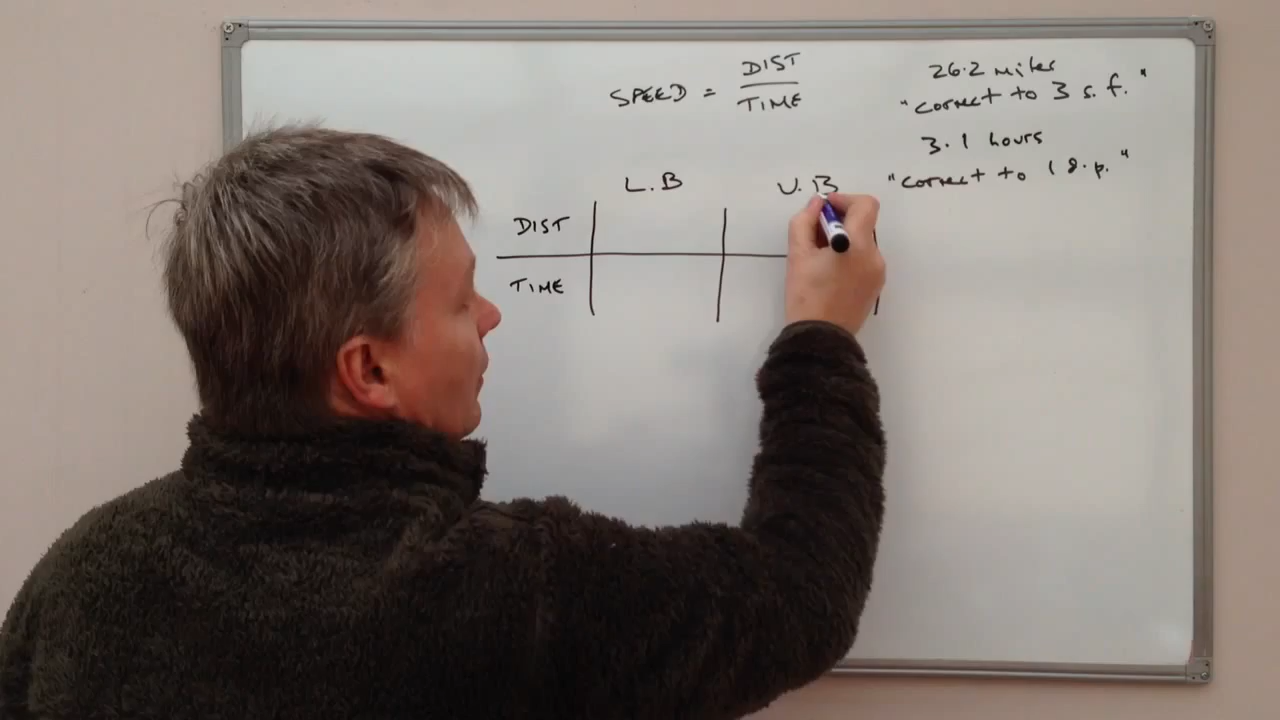 SPEED = DIST / TIME
26.2 miles
"correct to 3 s.f."
3.1 hours
"correct to 1 d.p."
L.B U.B
DIST
TIME